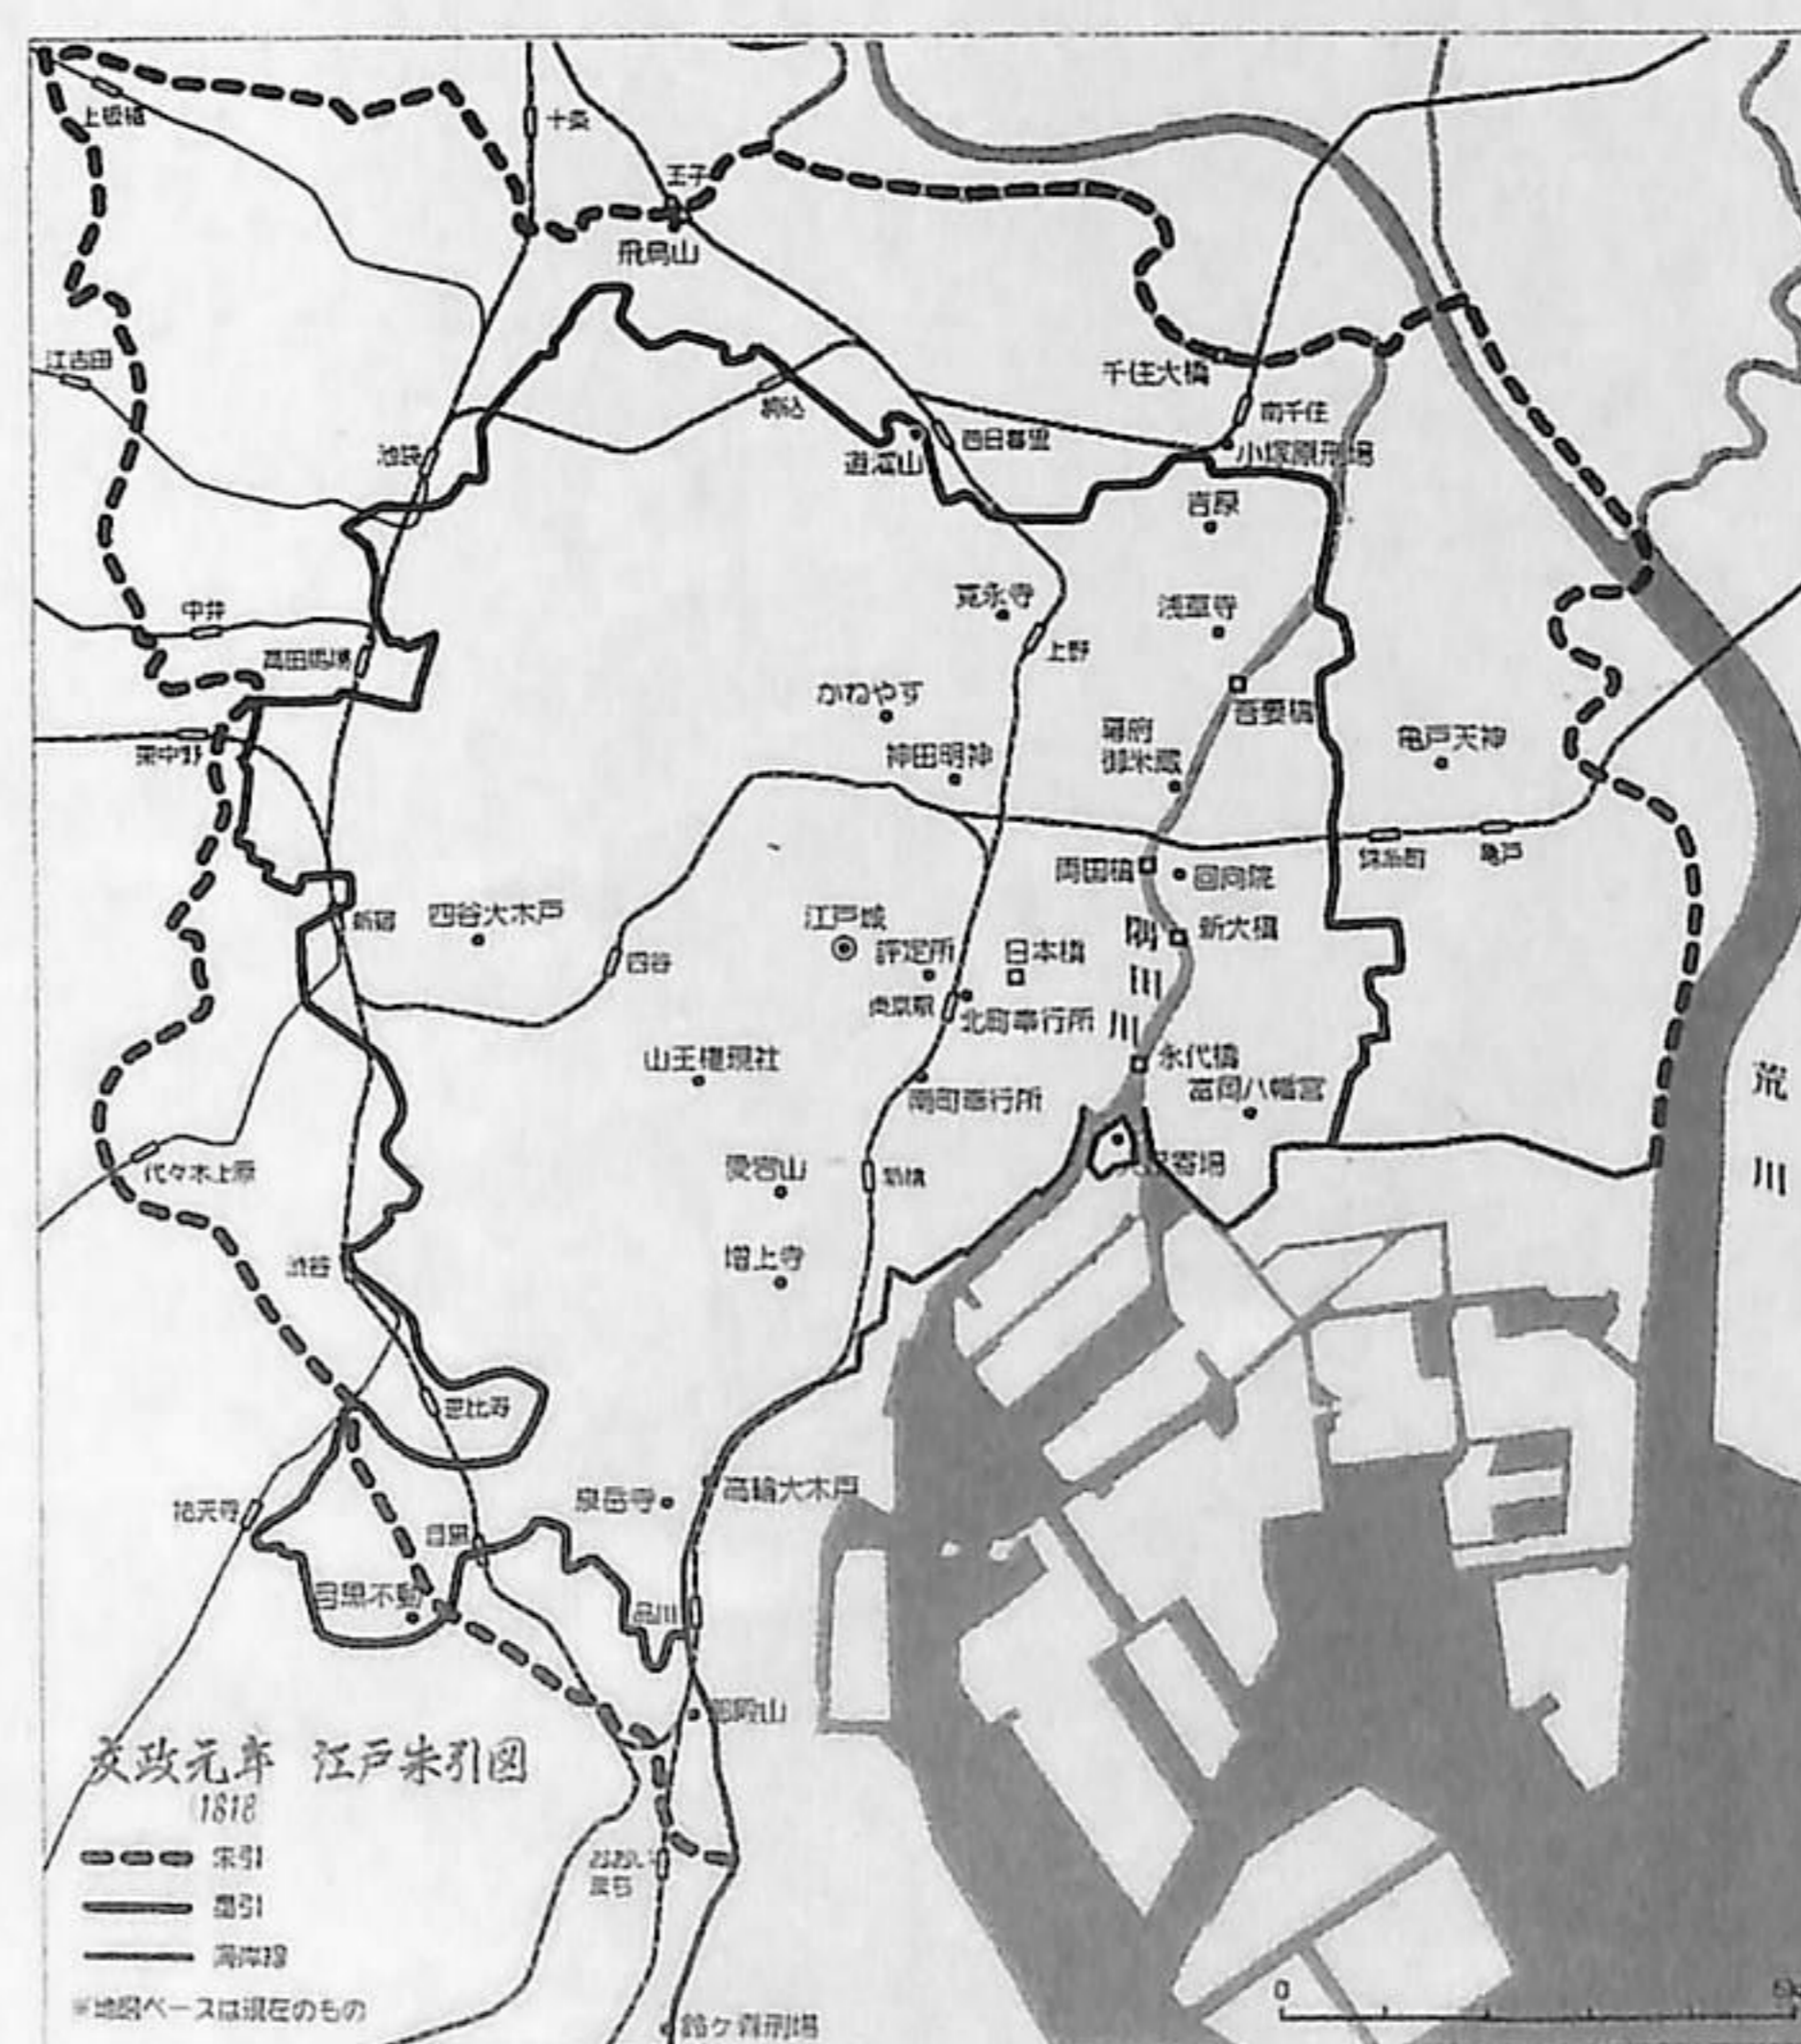 上板橋
十条
王子
飛鳥山
江古田
千住大橋
駒込
南千住
池袋
西日暮里
道灌山
小塚原刑場
吉原
寛永寺
浅草寺
中井
高田馬場
上野
かねやす
吾妻橋
幕府
御米蔵
亀戸天神
東中野
神田明神
錦糸町
亀戸
両国橋
回向院
新宿
四谷大木戸
江戸城
新大橋
四谷
評定所
日本橋
隅田川
東京駅
北町奉行所
山王権現社
永代橋
南町奉行所
富岡八幡宮
荒川
代々木上原
愛宕山
新橋
渋谷
増上寺
恵比寿
泉岳寺
高輪大木戸
祐天寺
目黒
目黒不動
品川
御殿山
文政元年 江戸朱引図
(1818
朱引
墨引
おおい
まち
海岸線
※地図ベースは現在のもの
鈴ヶ森刑場
0